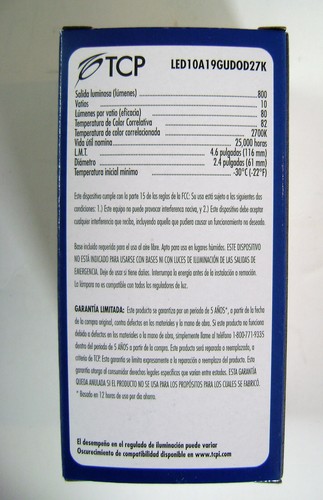 TCP LED10A19GUDOD27K
Salida luminosa (lúmenes) 800
Vatios 10
Lúmenes por vatio (eficacia) 80
Temperatura de Color Correlativa 82
Temperatura de color correlacionada 2700K
Vida útil nomina 25,000 horas
L.M.T. 4.6 pulgadas (116 mm)
Diámetro 2.4 pulgadas (61 mm)
Temperatura inicial mínimo -30°C (-22°F)
Este dispositivo cumple con la parte 15 de las reglas de la FCC: Su uso está sujeto a las siguientes dos
condiciones: 1.) Este equipo no puede provocar interferencia nociva, y 2.) Este dispositivo debe aceptar
cualquier interferencia que reciba, incluyendo aquella que pudiera causar un funcionamiento no deseado.
Base incluida requerida para el uso al aire libre. Apto para uso en lugares húmidos. ESTE DISPOSITIVO
NO ESTÁ INDICADO PARA USARSE CON BASES NI CON LUCES DE ILUMINACIÓN DE LAS SALIDAS DE
EMERGENCIA. Deje de usar si tiene daños. Interrumpa la energía antes de la instalación o remoción.
La lámpara no es compatible con todos los reguladores de luz.
GARANTÍA LIMITADA: Este producto se garantiza por un período de 5 AÑOS*, a partir de la fecha
de la compra original, contra defectos en los materiales y la mano de obra. Si este producto no funciona
debido a defectos en los materiales o la mano de obra, simplemente llame al teléfono 1-800-771-9335
dentro del período de 5 AÑOS a partir de la compra. Este producto será reparado o reemplazado, a
criterio de TCP. Esta garantía se limita expresamente a la reparación o reemplazo del producto. Esta
garantía otorga al consumidor derechos legales específicos que varían entre estados. ESTA GARANTÍA
QUEDA ANULADA SI EL PRODUCTO NO SE USA PARA LOS PROPÓSITOS PARA LOS CUALES SE FABRICÓ.
* Basado en 12 horas de uso por día ahorro.
El desempeño en el regulado de iluminación puede variar
Oscurecimiento de compatibilidad disponible en www.tcpi.com